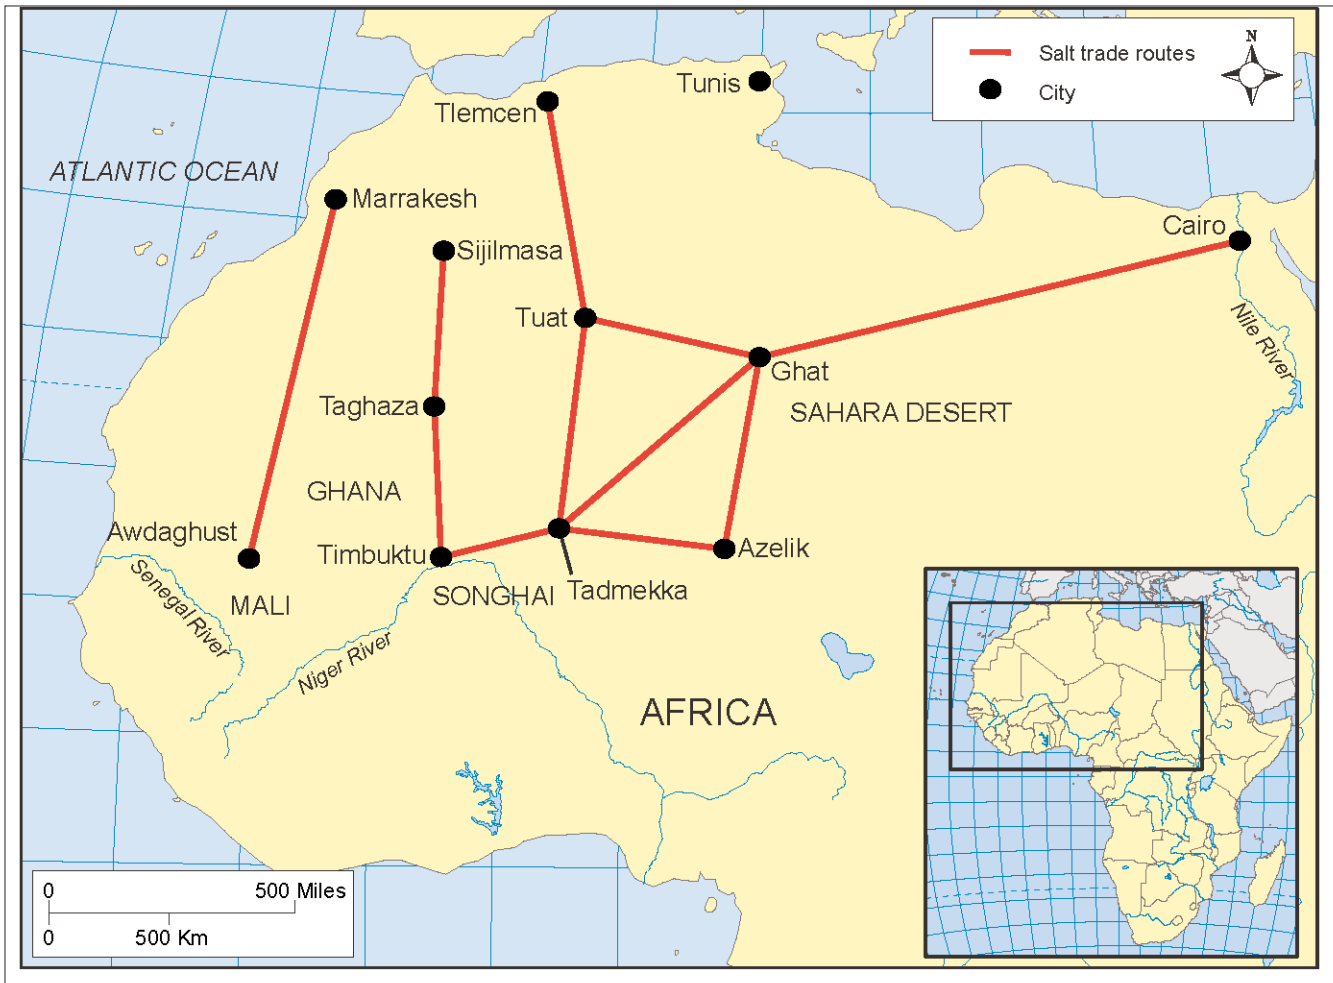 Salt trade routes
City
N
Tunis
Tlemcen
ATLANTIC OCEAN
Marrakesh
Sijilmasa
Cairo
Tuat
Nile River
Ghat
Taghaza
SAHARA DESERT
GHANA
Awdaghust
Timbuktu
Azelik
Tadmekka
Senegal River
MALI
SONGHAI
Niger River
AFRICA
0 500 Miles
0 500 Km